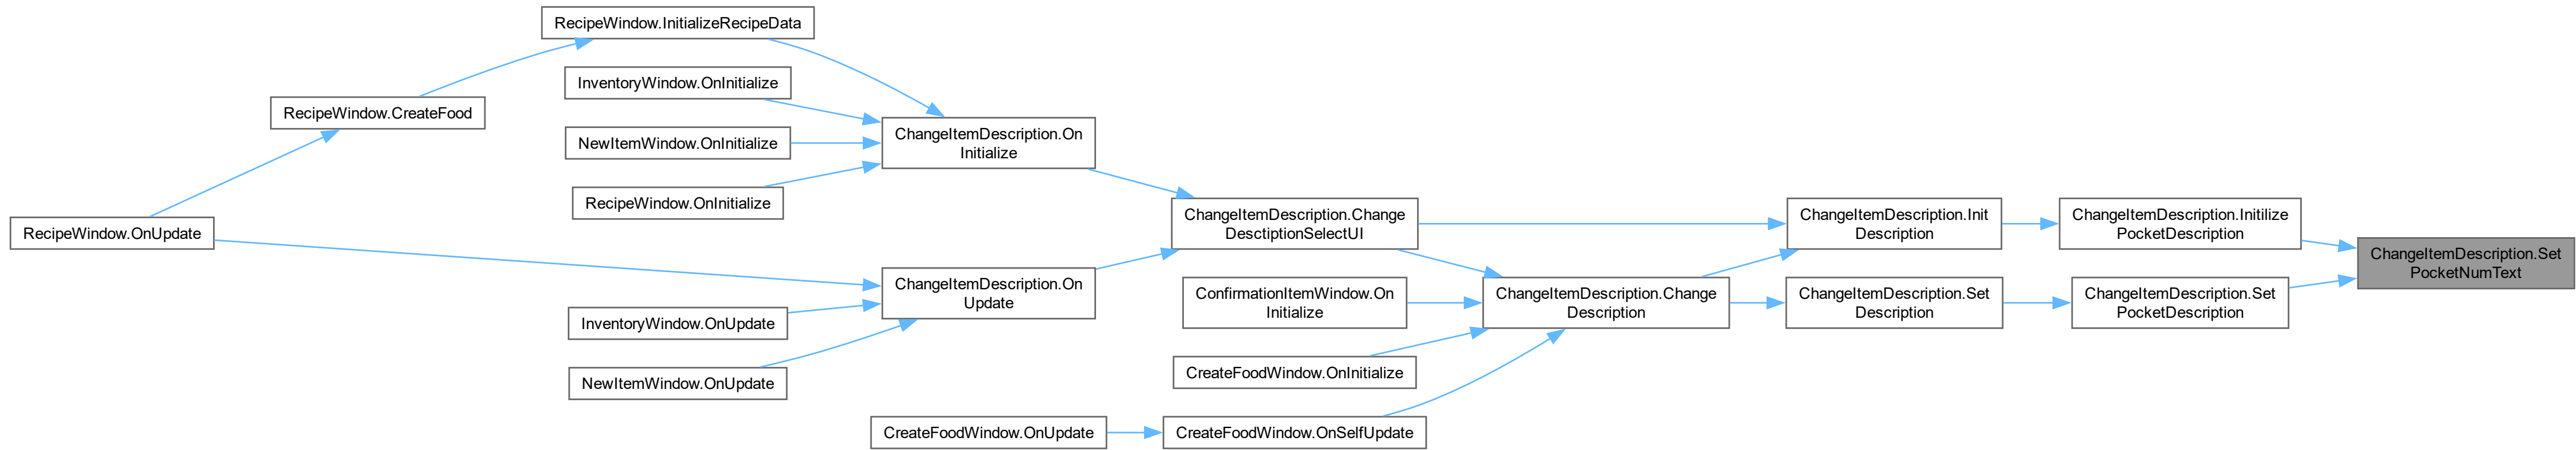 RecipeWindow.InitializeRecipeData
InventoryWindow.OnInitialize
RecipeWindow.CreateFood
ChangeItemDescription.On
Initialize
NewItemWindow.OnInitialize
RecipeWindow.OnInitialize
RecipeWindow.OnUpdate
ChangeItemDescription.Change
DesctiptionSelectUI
ChangeItemDescription.Init
Description
ChangeItemDescription.Initilize
PocketDescription
ChangeItemDescription.Set
PocketNumText
ChangeItemDescription.On
Update
ConfirmationItemWindow.On
Initialize
ChangeItemDescription.Change
Description
ChangeItemDescription.Set
Description
ChangeItemDescription.Set
PocketDescription
InventoryWindow.OnUpdate
NewItemWindow.OnUpdate
CreateFoodWindow.OnInitialize
CreateFoodWindow.OnUpdate
CreateFoodWindow.OnSelfUpdate